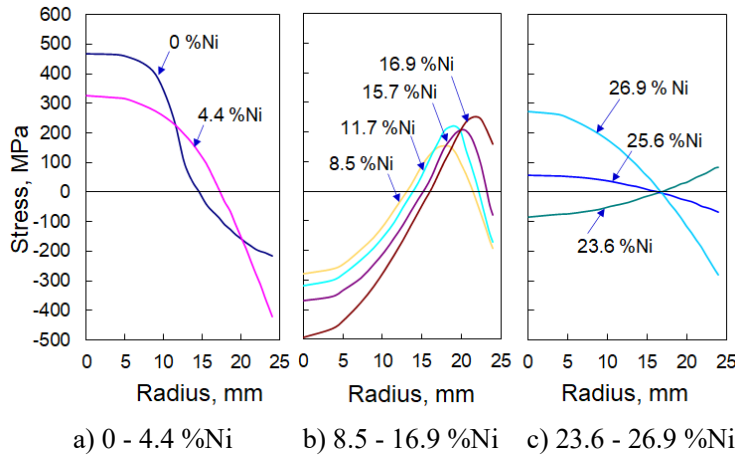 600
500
400
300
200
100
0
-100
-200
-300
-400
-500
Stress, MPa
0 %Ni
4.4 %Ni
0 5 10 15 20 25
Radius, mm
16.9 %Ni
15.7 %Ni
11.7 %Ni
8.5 %Ni
0 5 10 15 20 25
Radius, mm
26.9 % Ni
25.6 %Ni
23.6 %Ni
0 5 10 15 20 25
Radius, mm
a) 0 - 4.4 %Ni
b) 8.5 - 16.9 %Ni
c) 23.6 - 26.9 %Ni